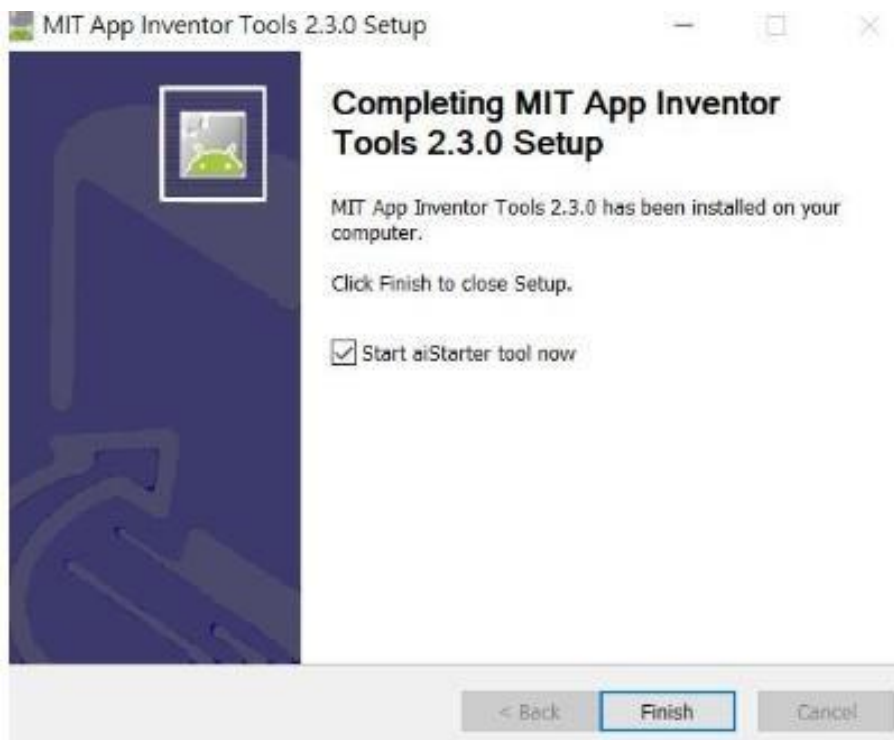 MIT App Inventor Tools 2.3.0 Setup
Completing MIT App Inventor
Tools 2.3.0 Setup
MIT App Inventor Tools 2.3.0 has been installed on your
computer.
Click Finish to close Setup.
Start aiStarter tool now
< Back Finish Cancel